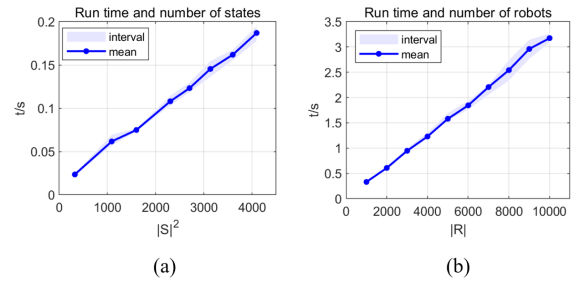 Run time and number of states
0.2
0.15
0.1
0.05
0
t/s
interval
mean
0 1000 2000 3000 4000
|S|²
(a)
Run time and number of robots
3.5
3
2.5
2
1.5
1
0.5
0
t/s
interval
mean
0 2000 4000 6000 8000 10000
|R|
(b)